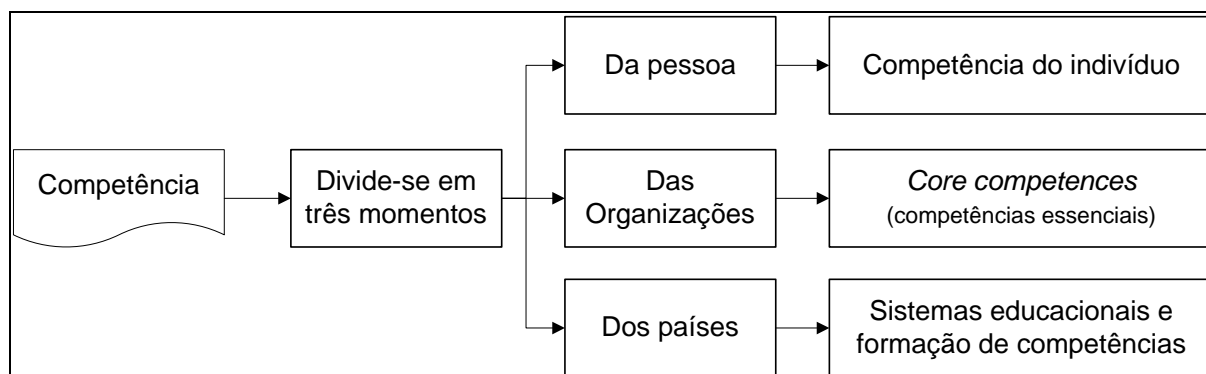 Competência
Divide-se em
três momentos
Da pessoa
Competência do indivíduo
Das
Organizações
Core competences
(competências essenciais)
Dos países
Sistemas educacionais e
formação de competências